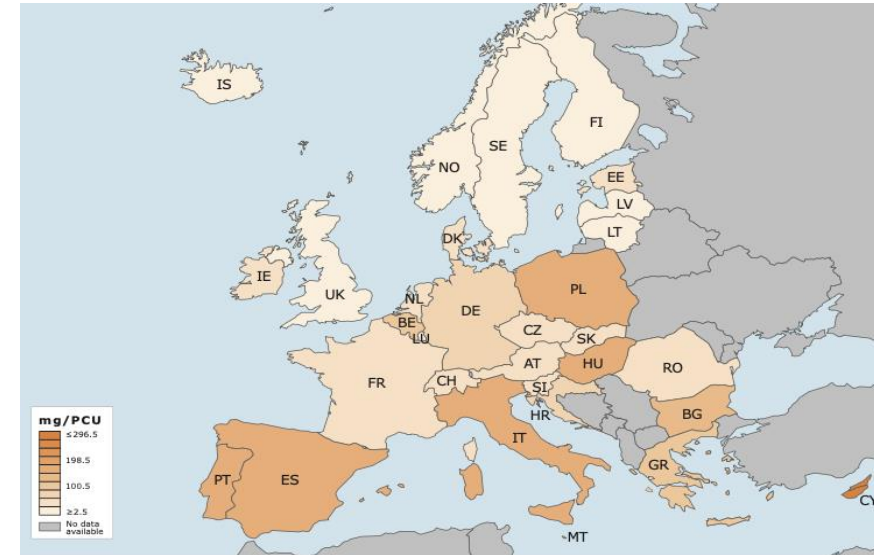 IS
FI
SE
NO
EE
LV
LT
DK
IE
UK
NL
PL
DE
BE
LU
CZ
SK
AT
HU
RO
FR
CH
SI
HR
BG
IT
GR
PT
ES
CY
MT
mg/PCU
≤296.5
198.5
100.5
≥2.5
No data
available